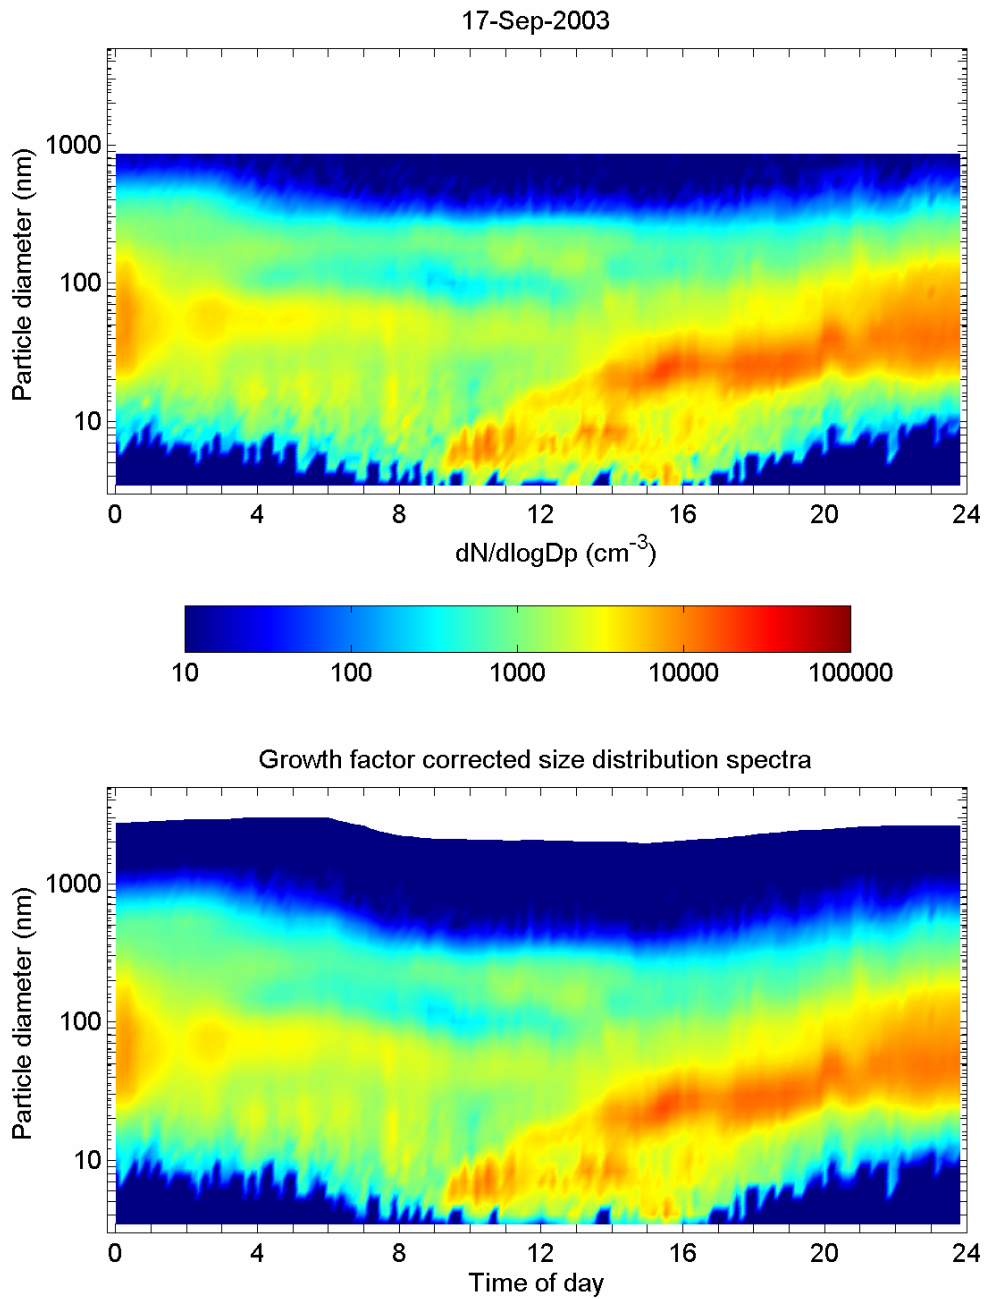 17-Sep-2003
Particle diameter (nm)
1000
100
10
0 4 8 12 16 20 24
dN/dlogDp (cm-3)
10 100 1000 10000 100000
Growth factor corrected size distribution spectra
Particle diameter (nm)
1000
100
10
0 4 8 12 16 20 24
Time of day